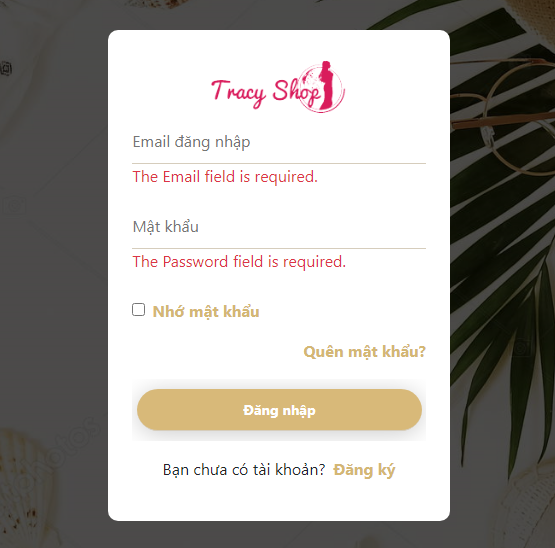 Tracy Shop
Email đăng nhập
The Email field is required.
Mật khẩu
The Password field is required.
Nhớ mật khẩu
Quên mật khẩu?
Đăng nhập
Bạn chưa có tài khoản? Đăng ký